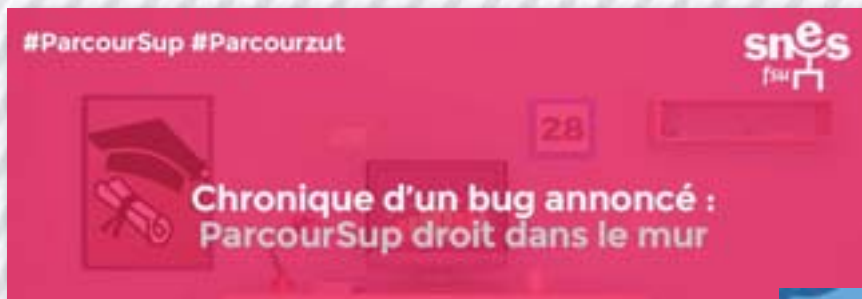 #ParcourSup #Parcourzut
snes
fsu
28
Chronique d'un bug annoncé :
ParcourSup droit dans le mur